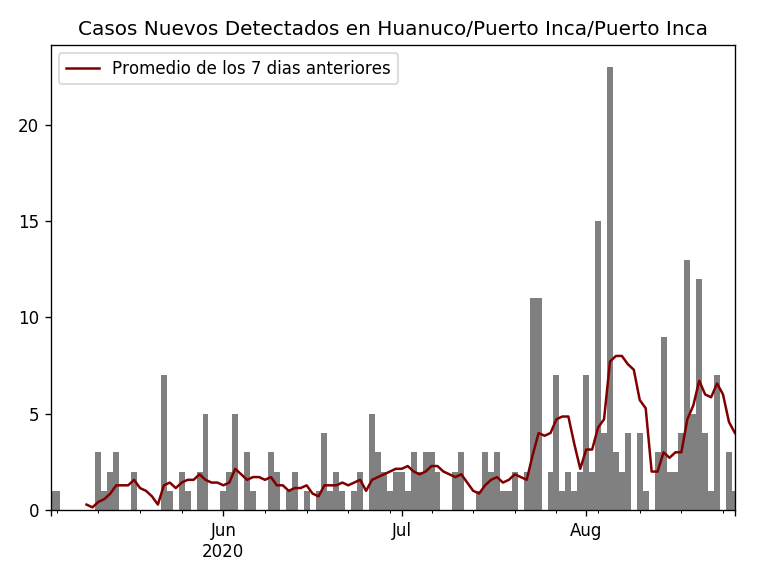 Casos Nuevos Detectados en Huanuco/Puerto Inca/Puerto Inca
Promedio de los 7 dias anteriores
20
15
10
5
0
Jun
2020
Jul
Aug